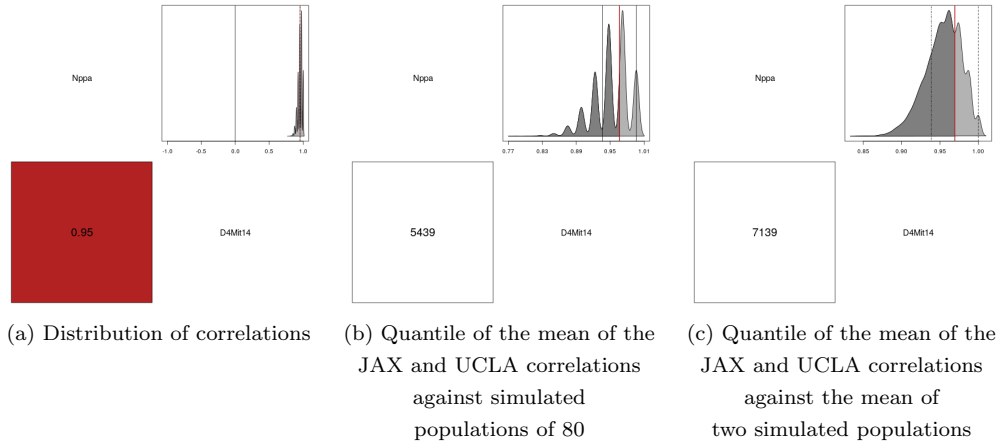 Nppa
-1.0 -0.5 0.0 0.5 1.0
0.95
D4Mit14
(a) Distribution of correlations
Nppa
0.77 0.83 0.89 0.95 1.01
5439
D4Mit14
(b) Quantile of the mean of the
JAX and UCLA correlations
against simulated
populations of 80
Nppa
0.85 0.90 0.95 1.00
7139
D4Mit14
(c) Quantile of the mean of the
JAX and UCLA correlations
against the mean of
two simulated populations